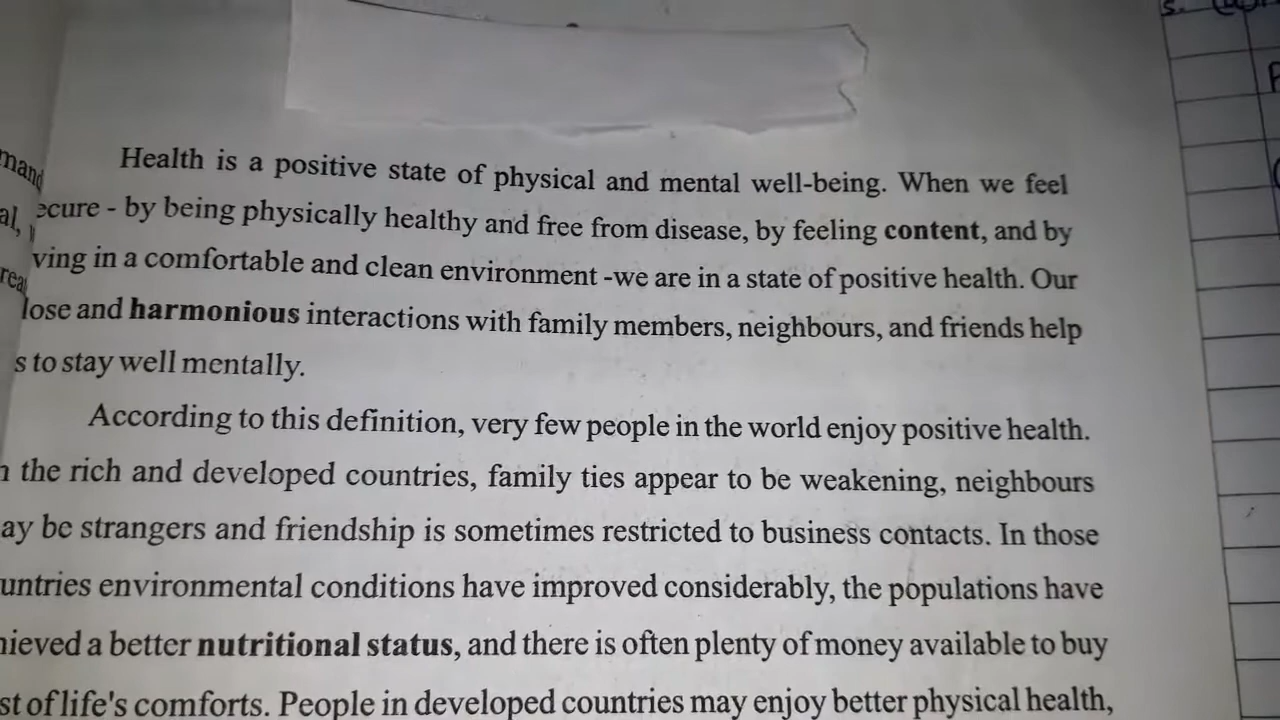 Health is a positive state of physical and mental well-being. When we feel
ecure - by being physically healthy and free from disease, by feeling content, and by
ving in a comfortable and clean environment -we are in a state of positive health. Our
lose and harmonious interactions with family members, neighbours, and friends help
s to stay well mentally.
According to this definition, very few people in the world enjoy positive health.
n the rich and developed countries, family ties appear to be weakening, neighbours
ay be strangers and friendship is sometimes restricted to business contacts. In those
untries environmental conditions have improved considerably, the populations have
hieved a better nutritional status, and there is often plenty of money available to buy
st of life's comforts. People in developed countries may enjoy better physical health,